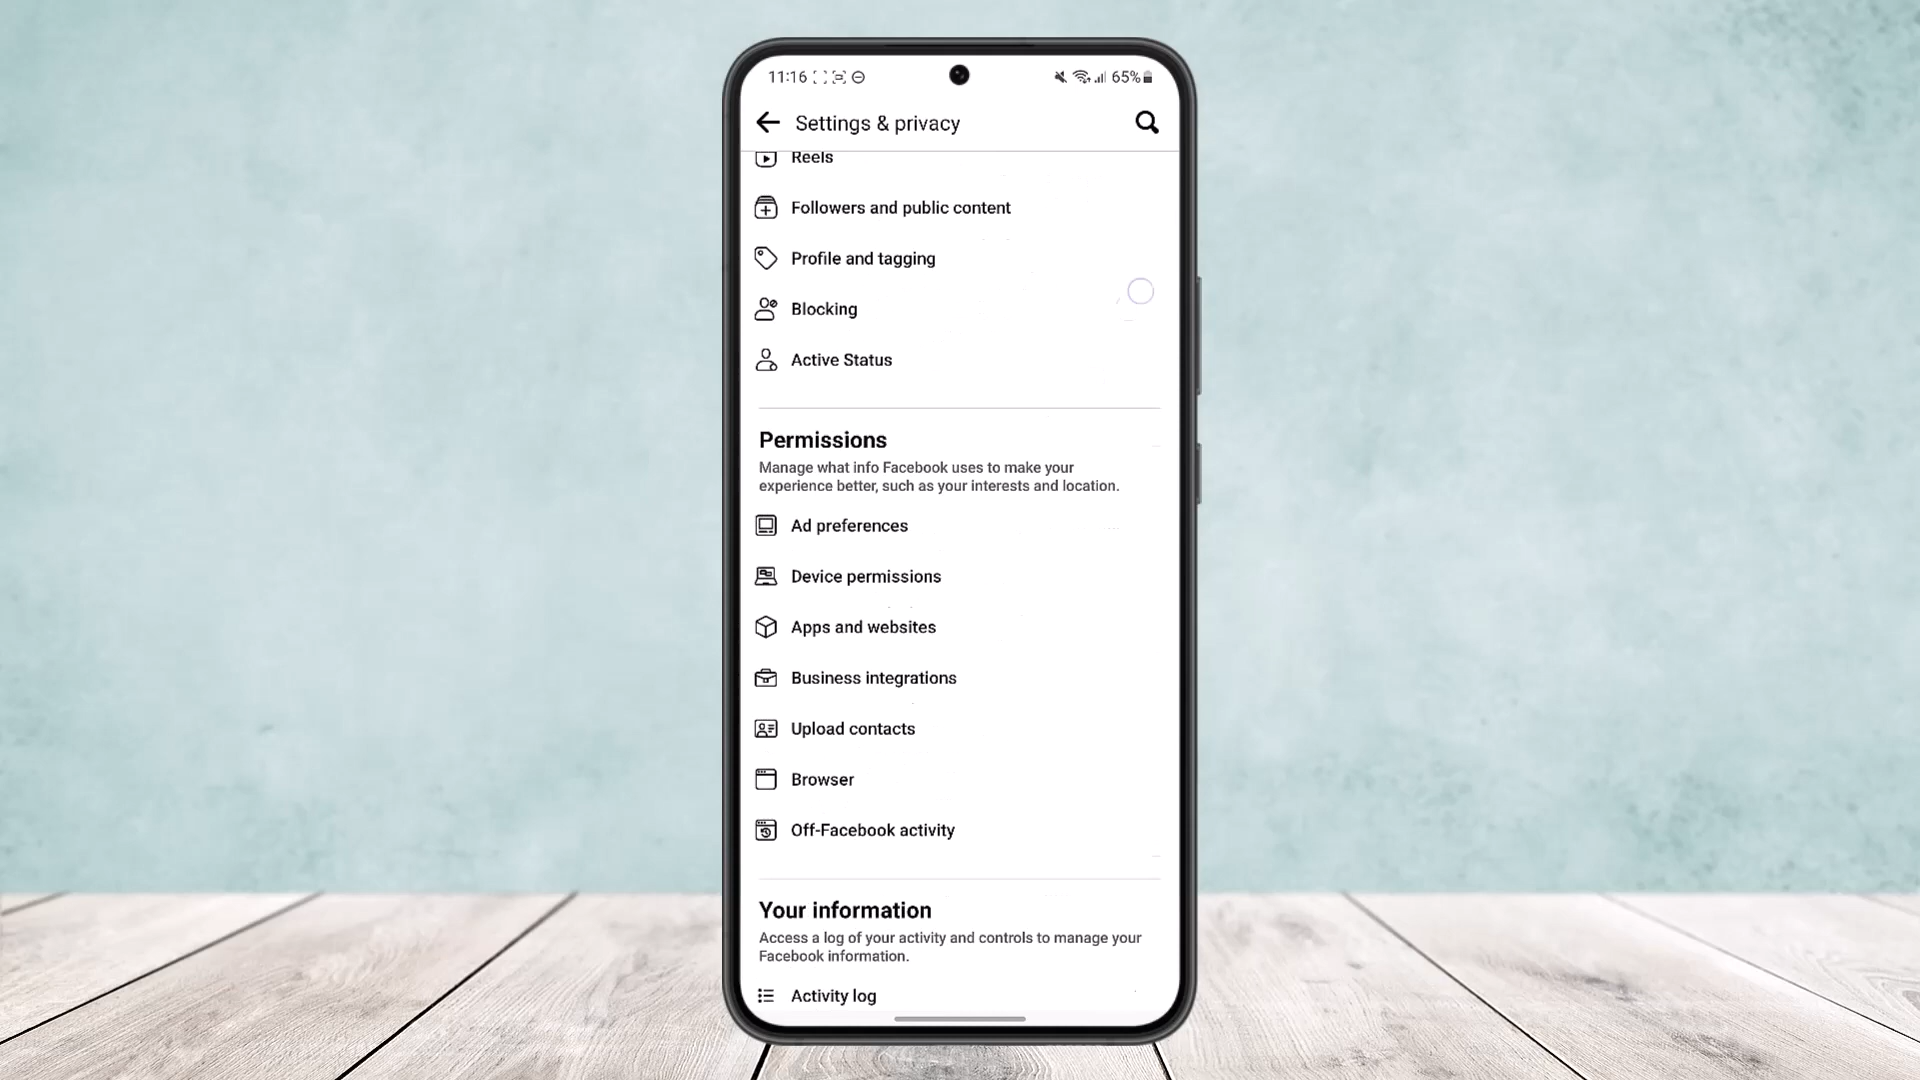 11:16 65%
Settings & privacy
Reels
Followers and public content
Profile and tagging
Blocking
Active Status
Permissions
Manage what info Facebook uses to make your
experience better, such as your interests and location.
Ad preferences
Device permissions
Apps and websites
Business integrations
Upload contacts
Browser
Off-Facebook activity
Your information
Access a log of your activity and controls to manage your
Facebook information.
Activity log